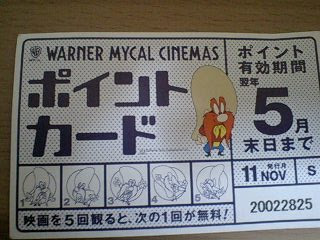 WB WARNER MYCAL CINEMAS
ポイント
カード
ポイント
有効期間
翌年
5月
末日まで
発行月
11 NOV
S
1 2 3 4 5
映画を5回観ると、次の1回が無料!
20022825